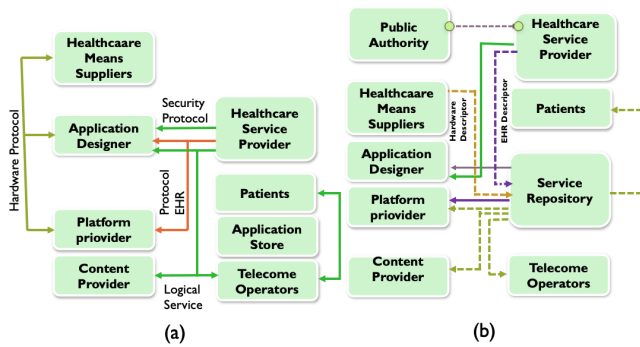 Healthcaare
Means
Suppliers
Hardware Protocol
Application
Designer
Security
Protocol
Healthcare
Service
Provider
Protocol
EHR
Patients
Platform
priovider
Application
Store
Content
Provider
Logical
Service
Telecome
Operators
(a)
Public
Authority
Healthcare
Service
Provider
EHR Descriptor
Healthcaare
Means
Suppliers
Hardware
Descriptor
Patients
Application
Designer
Platform
priovider
Service
Repository
Content
Provider
Telecome
Operators
(b)